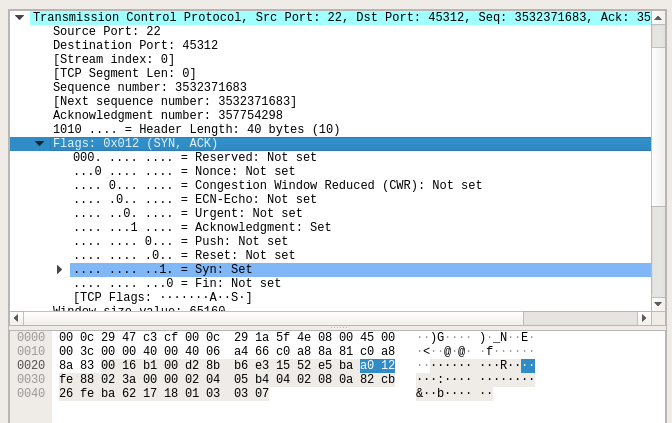 Transmission Control Protocol, Src Port: 22, Dst Port: 45312, Seq: 3532371683, Ack: 35
Source Port: 22
Destination Port: 45312
[Stream index: 0]
[TCP Segment Len: 0]
Sequence number: 3532371683
[Next sequence number: 3532371683]
Acknowledgment number: 357754298
1010 .... = Header Length: 40 bytes (10)
Flags: 0x012 (SYN, ACK)
000. .... .... = Reserved: Not set
...0 .... .... = Nonce: Not set
.... 0... .... = Congestion Window Reduced (CWR): Not set
.... .0.. .... = ECN-Echo: Not set
.... ..0. .... = Urgent: Not set
.... ...1 .... = Acknowledgment: Set
.... .... 0... = Push: Not set
.... .... .0.. = Reset: Not set
.... .... ..1. = Syn: Set
.... .... ...0 = Fin: Not set
[TCP Flags: ·······A··S·]
Window size value: 65160
0000 00 0c 29 47 c3 cf 00 0c 29 1a 5f 4e 08 00 45 00 ··)G···· )·_N··E·
0010 00 3c 00 00 40 00 40 06 a4 66 c0 a8 8a 81 c0 a8 ·<··@·@· ·f······
0020 8a 83 00 16 b1 00 d2 8b b6 e3 15 52 e5 ba a0 12 ········ ···R····
0030 fe 88 02 3a 00 00 02 04 05 b4 04 02 08 0a 82 cb ···:···· ········
0040 26 fe ba 62 17 18 01 03 03 07 &··b···· ··